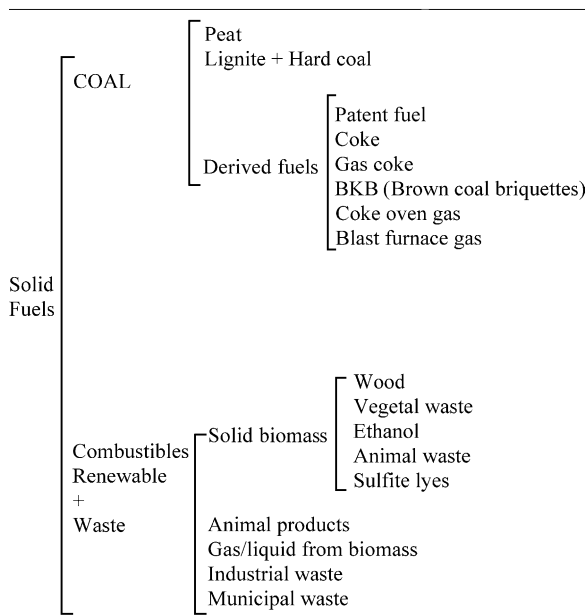 Peat
Lignite + Hard coal
COAL
Patent fuel
Coke
Gas coke
Derived fuels
BKB (Brown coal briquettes)
Coke oven gas
Blast furnace gas
Solid
Fuels
Wood
Vegetal waste
Ethanol
Animal waste
Sulfite lyes
Solid biomass
Combustibles
Renewable
+
Waste
Animal products
Gas/liquid from biomass
Industrial waste
Municipal waste